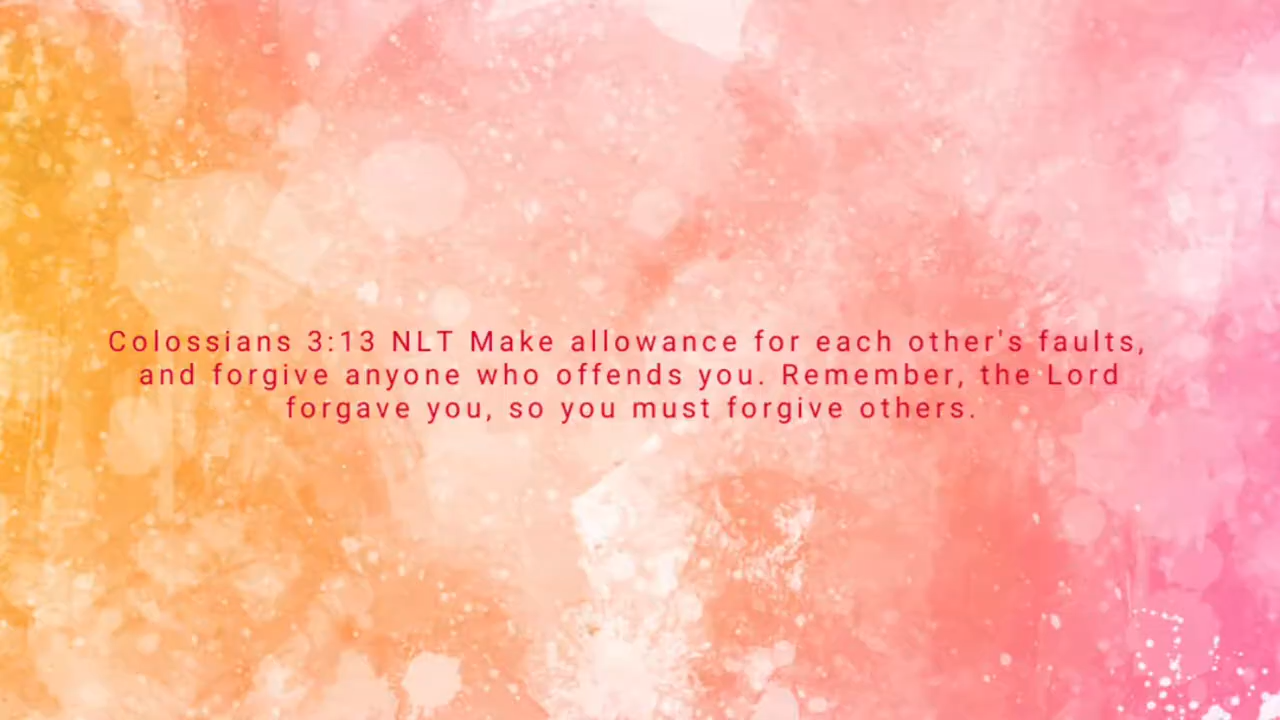 Colossians 3:13 NLT Make allowance for each other's faults,
and forgive anyone who offends you. Remember, the Lord
forgave you, so you must forgive others.